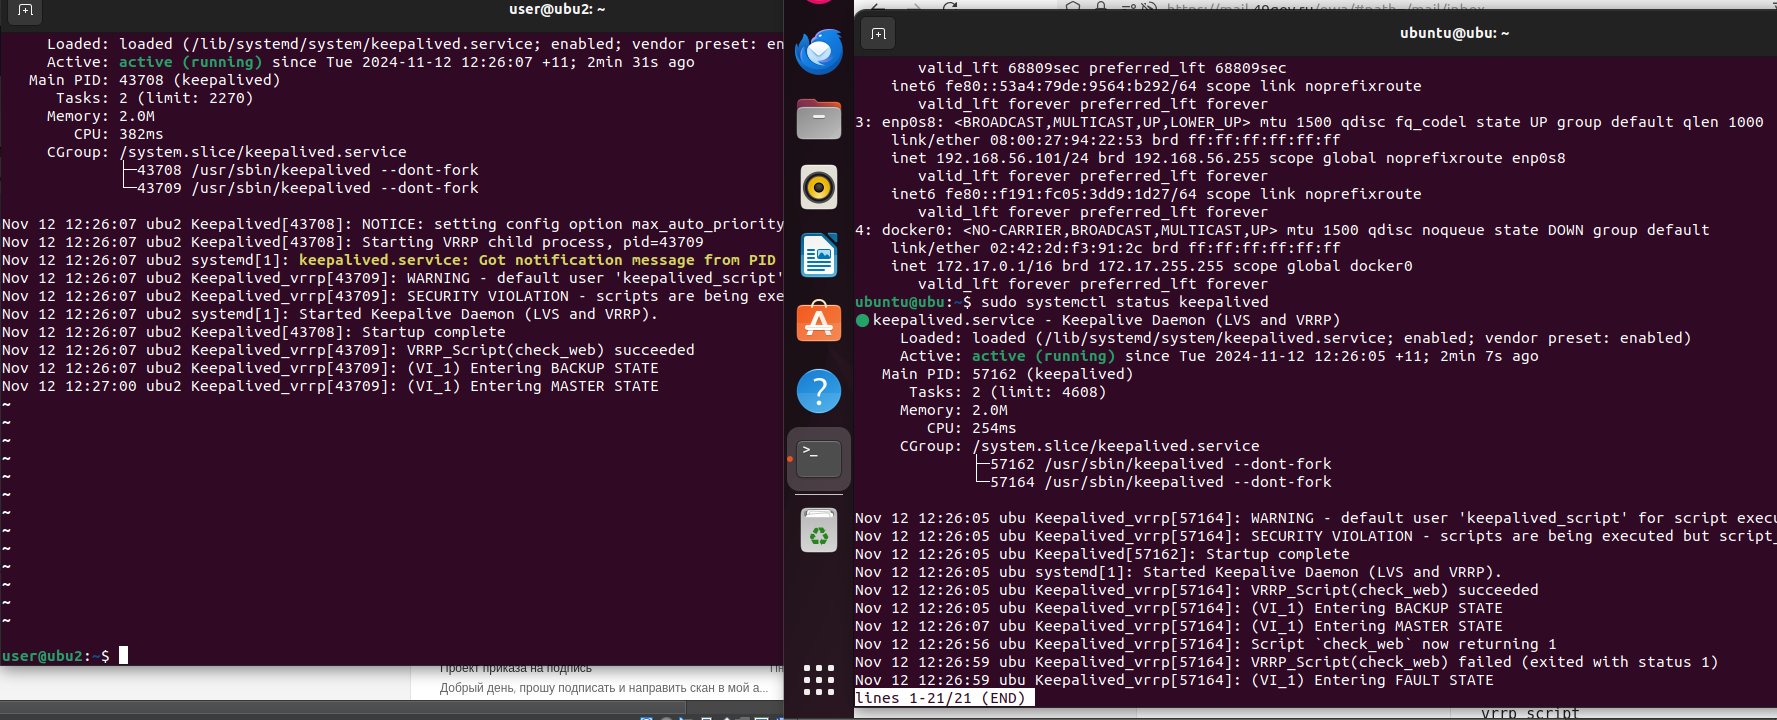 user@ubu2: ~
Loaded: loaded (/lib/systemd/system/keepalived.service; enabled; vendor preset: en
Active: active (running) since Tue 2024-11-12 12:26:07 +11; 2min 31s ago
Main PID: 43708 (keepalived)
Tasks: 2 (limit: 2270)
Memory: 2.0M
CPU: 382ms
CGroup: /system.slice/keepalived.service
├─43708 /usr/sbin/keepalived --dont-fork
└─43709 /usr/sbin/keepalived --dont-fork
Nov 12 12:26:07 ubu2 Keepalived[43708]: NOTICE: setting config option max_auto_priority
Nov 12 12:26:07 ubu2 Keepalived[43708]: Starting VRRP child process, pid=43709
Nov 12 12:26:07 ubu2 systemd[1]: keepalived.service: Got notification message from PID
Nov 12 12:26:07 ubu2 Keepalived_vrrp[43709]: WARNING - default user 'keepalived_script'
Nov 12 12:26:07 ubu2 Keepalived_vrrp[43709]: SECURITY VIOLATION - scripts are being exe
Nov 12 12:26:07 ubu2 systemd[1]: Started Keepalive Daemon (LVS and VRRP).
Nov 12 12:26:07 ubu2 Keepalived[43708]: Startup complete
Nov 12 12:26:07 ubu2 Keepalived_vrrp[43709]: VRRP_Script(check_web) succeeded
Nov 12 12:26:07 ubu2 Keepalived_vrrp[43709]: (VI_1) Entering BACKUP STATE
Nov 12 12:27:00 ubu2 Keepalived_vrrp[43709]: (VI_1) Entering MASTER STATE
~
~
~
~
~
~
~
~
~
~
~
~
~
user@ubu2:~$
Проект приказа на подпись
Добрый день, прошу подписать и направить скан в мой а...
https://mail.49gov.ru/owa/#path=/mail/inbox
ubuntu@ubu: ~
valid_lft 68809sec preferred_lft 68809sec
inet6 fe80::53a4:79de:9564:b292/64 scope link noprefixroute
valid_lft forever preferred_lft forever
3: enp0s8: <BROADCAST,MULTICAST,UP,LOWER_UP> mtu 1500 qdisc fq_codel state UP group default qlen 1000
link/ether 08:00:27:94:22:53 brd ff:ff:ff:ff:ff:ff
inet 192.168.56.101/24 brd 192.168.56.255 scope global noprefixroute enp0s8
valid_lft forever preferred_lft forever
inet6 fe80::f191:fc05:3dd9:1d27/64 scope link noprefixroute
valid_lft forever preferred_lft forever
4: docker0: <NO-CARRIER,BROADCAST,MULTICAST,UP> mtu 1500 qdisc noqueue state DOWN group default
link/ether 02:42:2d:f3:91:2c brd ff:ff:ff:ff:ff:ff
inet 172.17.0.1/16 brd 172.17.255.255 scope global docker0
valid_lft forever preferred_lft forever
ubuntu@ubu:~$ sudo systemctl status keepalived
● keepalived.service - Keepalive Daemon (LVS and VRRP)
Loaded: loaded (/lib/systemd/system/keepalived.service; enabled; vendor preset: enabled)
Active: active (running) since Tue 2024-11-12 12:26:05 +11; 2min 7s ago
Main PID: 57162 (keepalived)
Tasks: 2 (limit: 4608)
Memory: 2.0M
CPU: 254ms
CGroup: /system.slice/keepalived.service
├─57162 /usr/sbin/keepalived --dont-fork
└─57164 /usr/sbin/keepalived --dont-fork
Nov 12 12:26:05 ubu Keepalived_vrrp[57164]: WARNING - default user 'keepalived_script' for script execu
Nov 12 12:26:05 ubu Keepalived_vrrp[57164]: SECURITY VIOLATION - scripts are being executed but script_
Nov 12 12:26:05 ubu Keepalived[57162]: Startup complete
Nov 12 12:26:05 ubu systemd[1]: Started Keepalive Daemon (LVS and VRRP).
Nov 12 12:26:05 ubu Keepalived_vrrp[57164]: VRRP_Script(check_web) succeeded
Nov 12 12:26:05 ubu Keepalived_vrrp[57164]: (VI_1) Entering BACKUP STATE
Nov 12 12:26:07 ubu Keepalived_vrrp[57164]: (VI_1) Entering MASTER STATE
Nov 12 12:26:56 ubu Keepalived_vrrp[57164]: Script `check_web` now returning 1
Nov 12 12:26:59 ubu Keepalived_vrrp[57164]: VRRP_Script(check_web) failed (exited with status 1)
Nov 12 12:26:59 ubu Keepalived_vrrp[57164]: (VI_1) Entering FAULT STATE
lines 1-21/21 (END)
vrrp_script